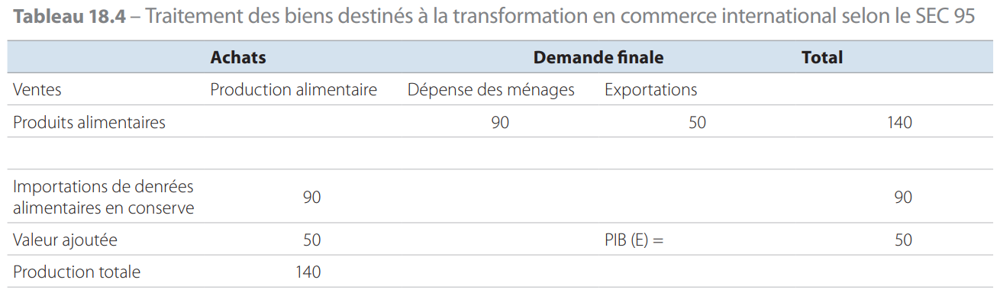 Tableau 18.4 – Traitement des biens destinés à la transformation en commerce international selon le SEC 95
Achats Demande finale Total
Ventes Production alimentaire Dépense des ménages Exportations
Produits alimentaires 90 50 140
Importations de denrées
alimentaires en conserve 90 90
Valeur ajoutée 50 PIB (E) = 50
Production totale 140